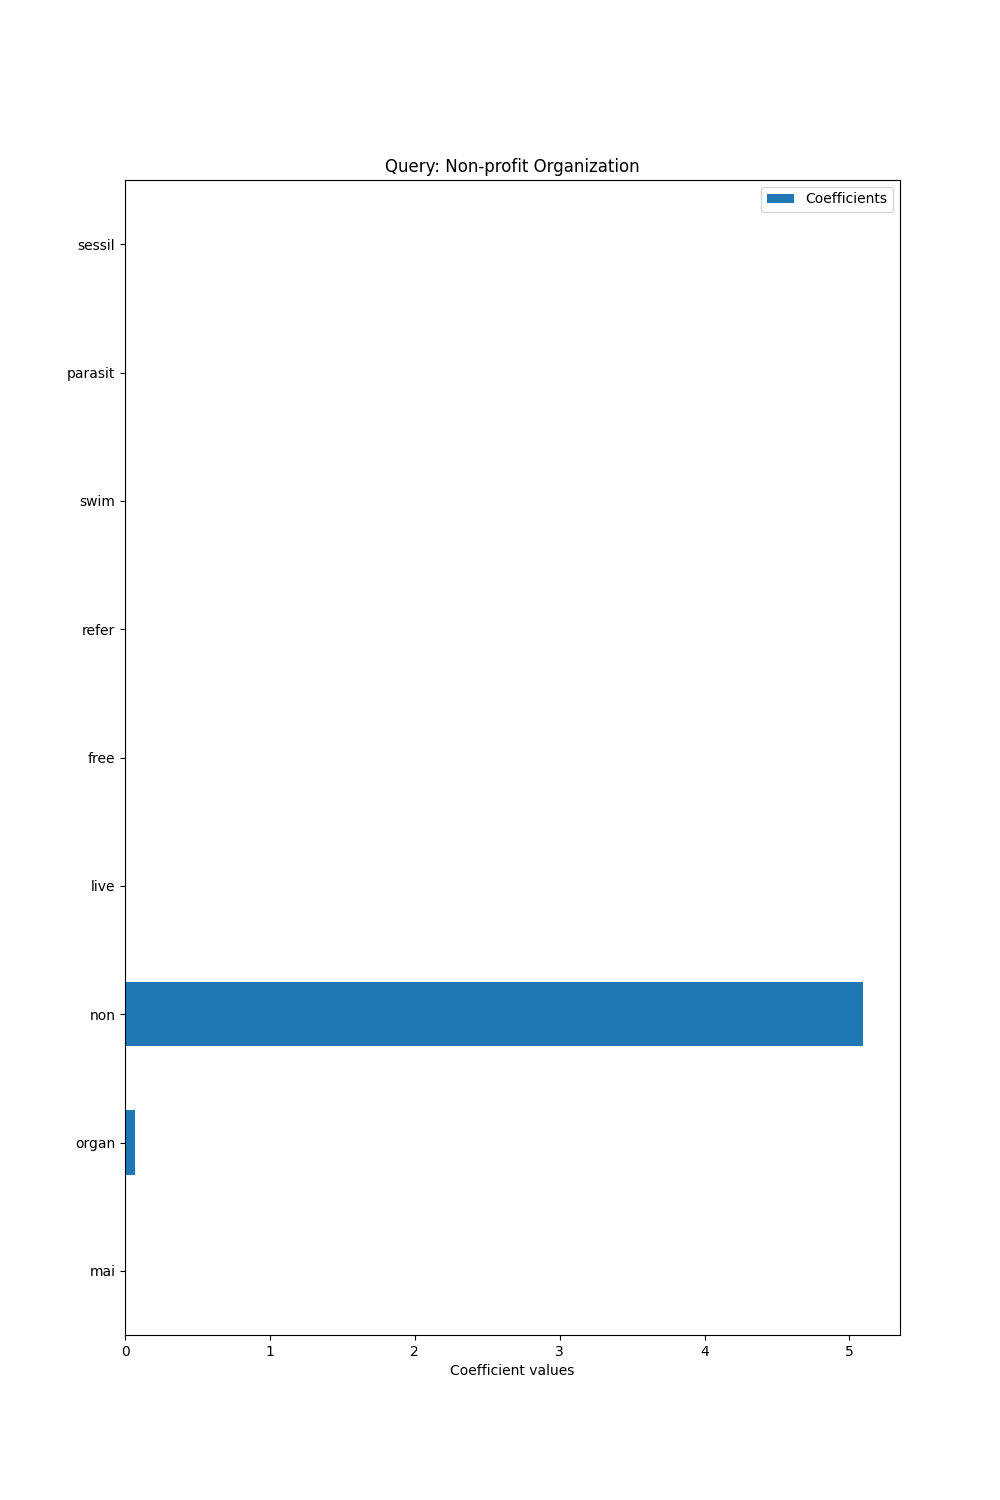 Query: Non-profit Organization
Coefficients
sessil
parasit
swim
refer
free
live
non
organ
mai
0 1 2 3 4 5
Coefficient values